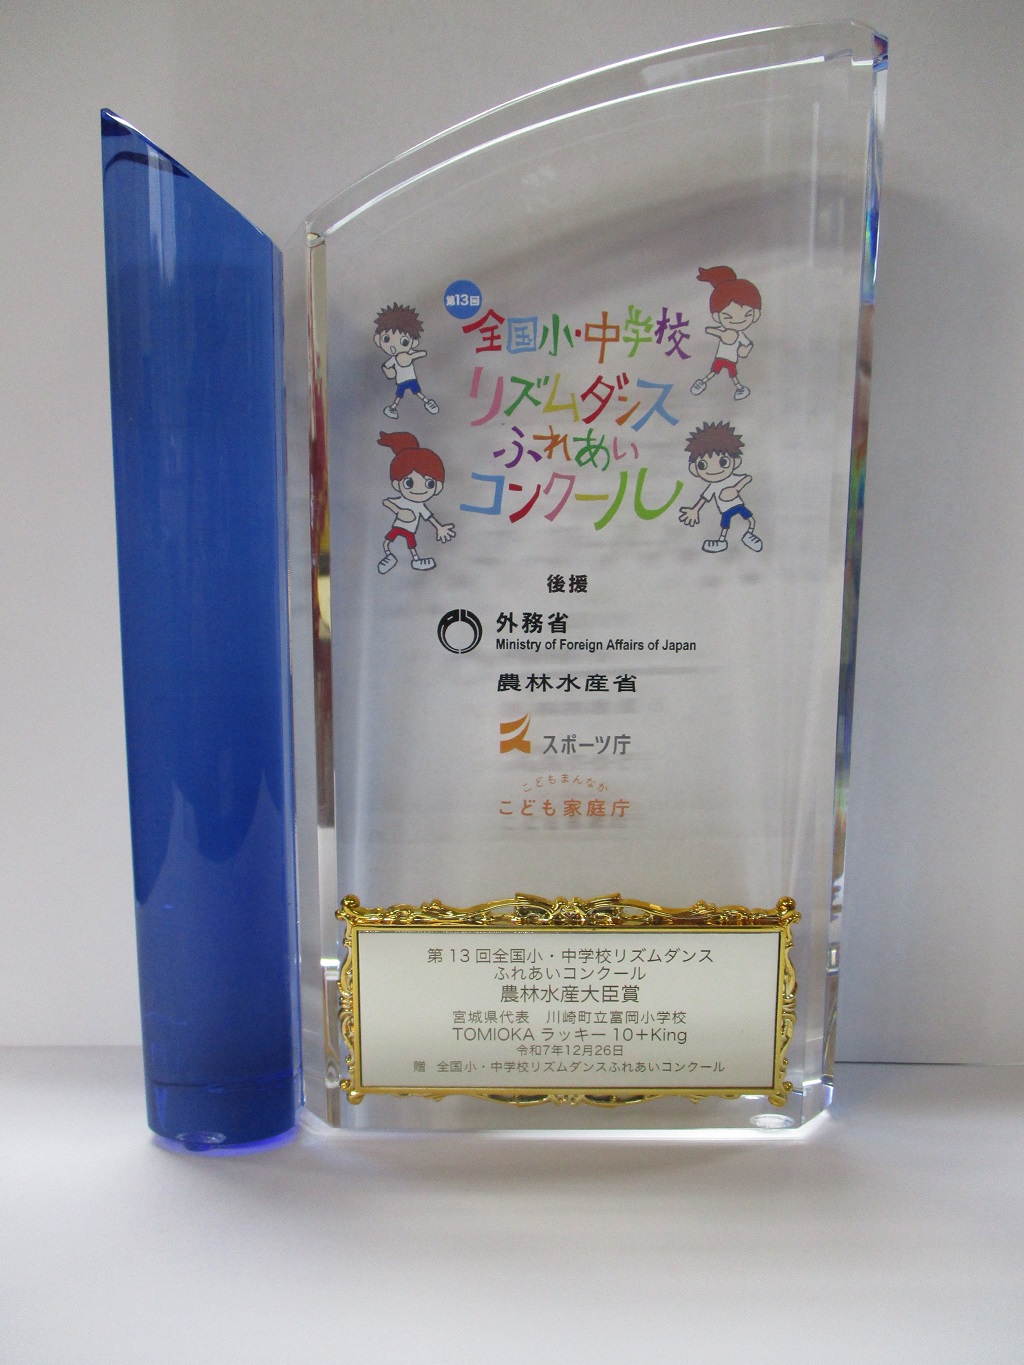 第13回
全国小・中学校
リズムダンス
ふれあい
コンクール
後援
外務省
Ministry of Foreign Affairs of Japan
農林水産省
スポーツ庁
こどもまんなか
こども家庭庁
第13回全国小・中学校リズムダンス
ふれあいコンクール
農林水産大臣賞
宮城県代表　川崎町立富岡小学校
TOMIOKA ラッキー10+King
令和7年12月26日
贈　全国小・中学校リズムダンスふれあいコンクール